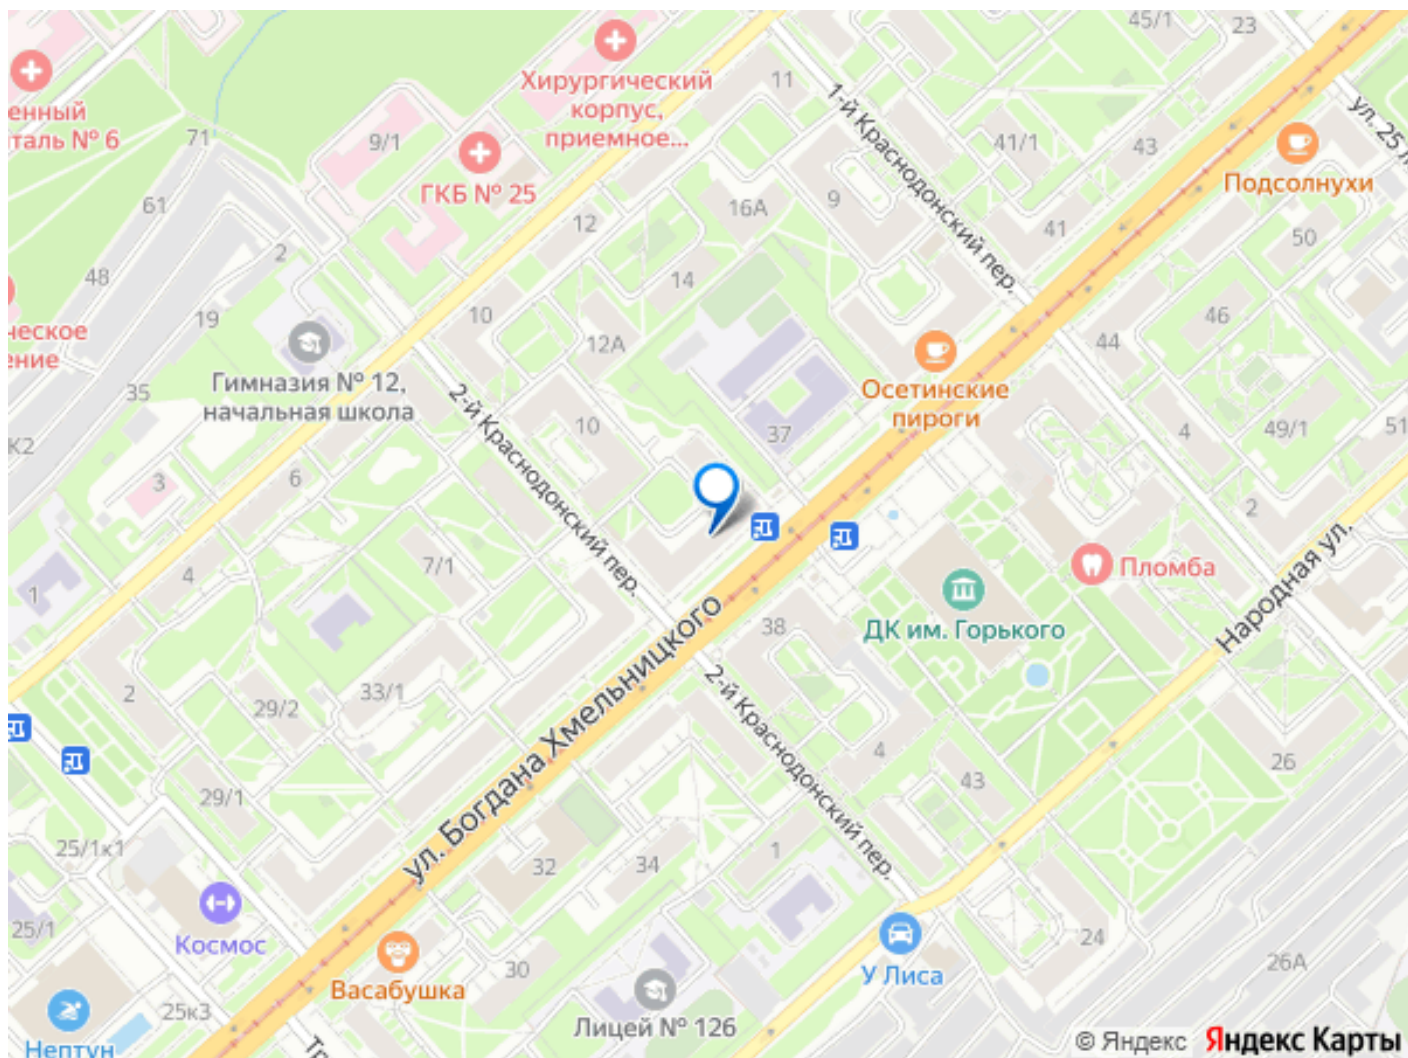 45/1
23
Хирургический
корпус,
приемное...
11
1-й Краснодонский пер.
ул. 25 л
енный
таль № 6
71
9/1
ГКБ № 25
41/1
43
Подсолнухи
61
12
16А
9
41
50
2
48
14
46
19
10
12А
44
ческое
ение
Гимназия № 12,
начальная школа
Осетинские
пироги
35
2-й Краснодонский пер.
10
37
4
49/1
51
К2
3
6
2
Народная ул.
7/1
4
1
Пломба
ДК им. Горького
38
ул. Богдана Хмельницкого
2
33/1
29/2
2-й Краснодонский пер.
4
43
26
29/1
25/1к1
32
34
1
25/1
Космос
Васабушка
30
У Лиса
24
26А
25к3
Нептун
Лицей № 126
Тр
© Яндекс Яндекс Карты